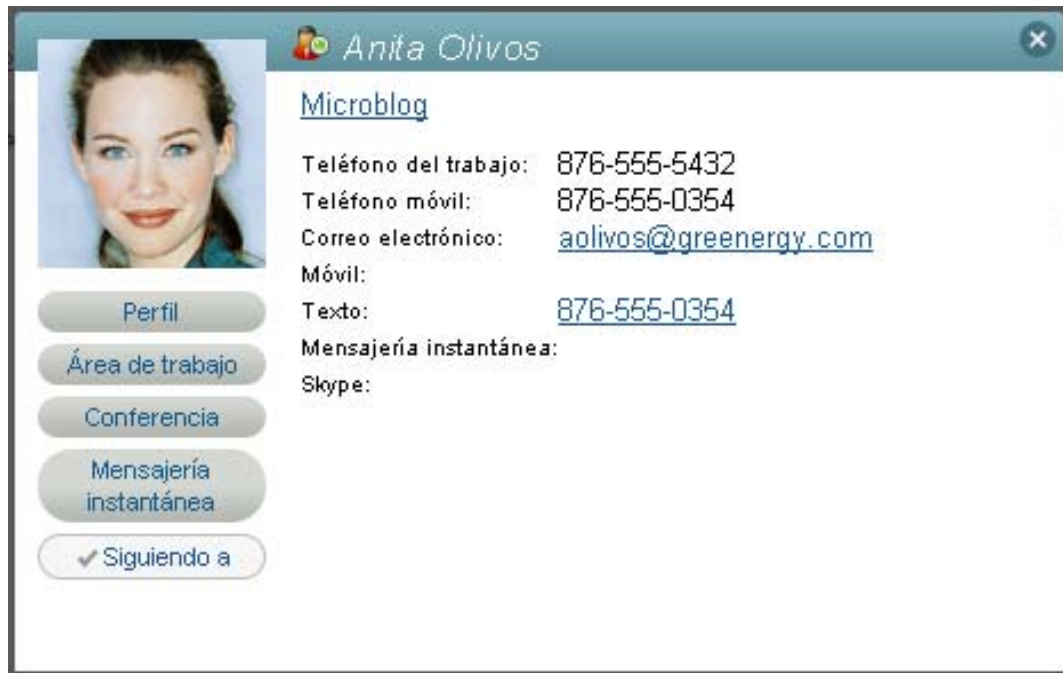 Anita Olivos
Microblog
Teléfono del trabajo: 876-555-5432
Teléfono móvil: 876-555-0354
Correo electrónico: aolivos@greenergy.com
Móvil:
Texto: 876-555-0354
Mensajería instantánea:
Skype:
Perfil
Área de trabajo
Conferencia
Mensajería
instantánea
Siguiendo a